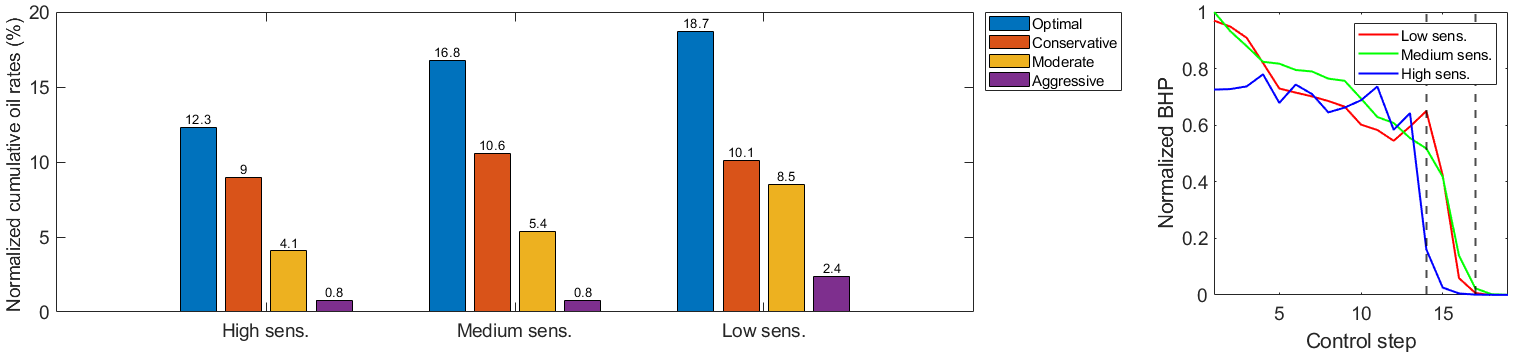 Normalized cumulative oil rates (%)
20
15
10
5
0
12.3
9
4.1
0.8
16.8
10.6
5.4
0.8
18.7
10.1
8.5
2.4
High sens.
Medium sens.
Low sens.
Optimal
Conservative
Moderate
Aggressive
Normalized BHP
1
0.8
0.6
0.4
0.2
0
5
10
15
Control step
Low sens.
Medium sens.
High sens.